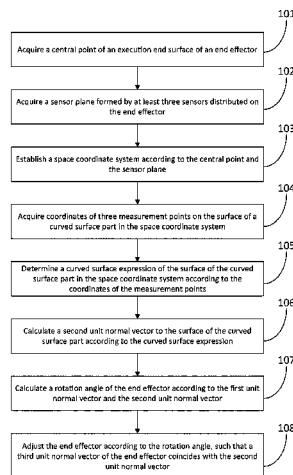 101
Acquire a central point of an execution end surface of an end effector
102
Acquire a sensor plane formed by at least three sensors distributed on
the end effector
103
Establish a space coordinate system according to the central point and
the sensor plane
104
Acquire coordinates of three measurement points on the surface of a
curved surface part in the space coordinate system
105
Determine a curved surface expression of the surface of the curved
surface part in the space coordinate system according to the
coordinates of the measurement points
106
Calculate a second unit normal vector to the surface of the curved
surface part according to the curved surface expression
107
Calculate a rotation angle of the end effector according to the first unit
normal vector and the second unit normal vector
108
Adjust the end effector according to the rotation angle, such that a
third unit normal vector of the end effector coincides with the second
unit normal vector